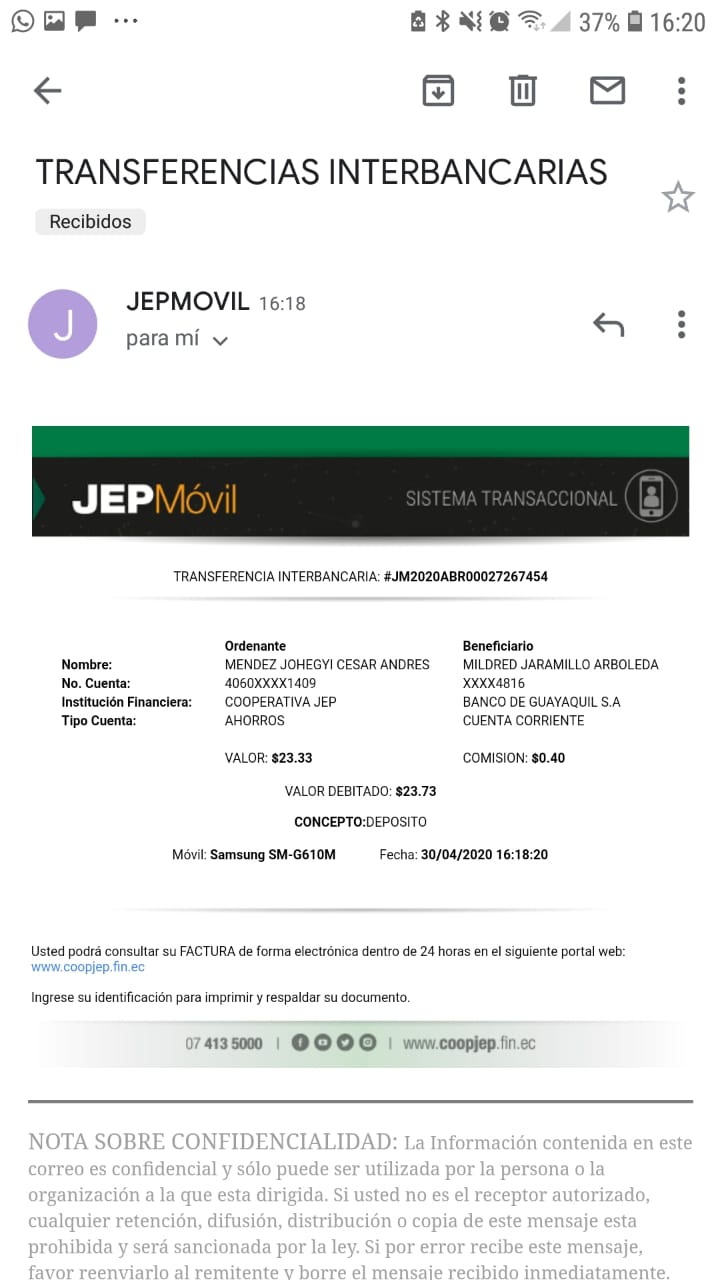 37% 16:20
TRANSFERENCIAS INTERBANCARIAS
Recibidos
J
JEPMOVIL 16:18
para mí
JEPMóvil SISTEMA TRANSACCIONAL
TRANSFERENCIA INTERBANCARIA: #JM2020ABR00027267454
Ordenante Beneficiario
Nombre: MENDEZ JOHEGYI CESAR ANDRES MILDRED JARAMILLO ARBOLEDA
No. Cuenta: 4060XXXX1409 XXXX4816
Institución Financiera: COOPERATIVA JEP BANCO DE GUAYAQUIL S.A
Tipo Cuenta: AHORROS CUENTA CORRIENTE
VALOR: $23.33 COMISION: $0.40
VALOR DEBITADO: $23.73
CONCEPTO:DEPOSITO
Móvil: Samsung SM-G610M Fecha: 30/04/2020 16:18:20
Usted podrá consultar su FACTURA de forma electrónica dentro de 24 horas en el siguiente portal web:
www.coopjep.fin.ec
Ingrese su identificación para imprimir y respaldar su documento.
07 413 5000 | | www.coopjep.fin.ec
NOTA SOBRE CONFIDENCIALIDAD: La Información contenida en este
correo es confidencial y sólo puede ser utilizada por la persona o la
organización a la que esta dirigida. Si usted no es el receptor autorizado,
cualquier retención, difusión, distribución o copia de este mensaje esta
prohibida y será sancionada por la ley. Si por error recibe este mensaje,
favor reenviarlo al remitente y borre el mensaje recibido inmediatamente.